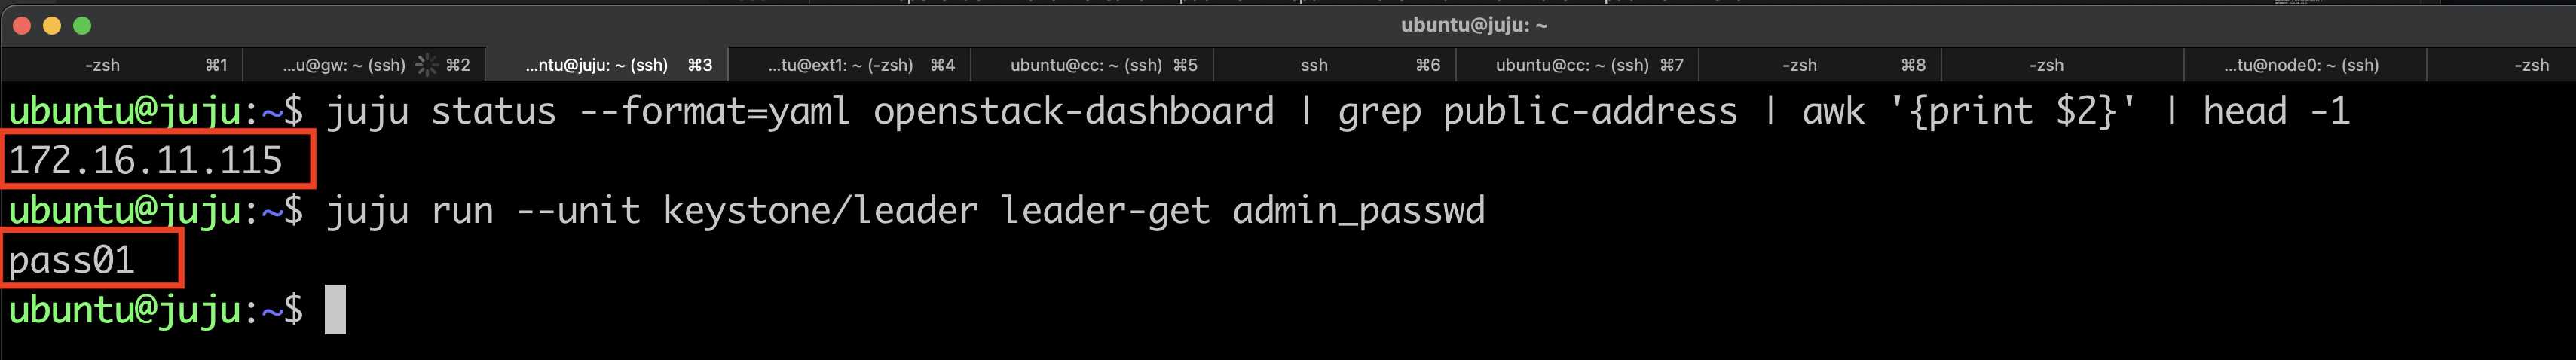 ubuntu@juju: ~
-zsh ⌘1
...u@gw: ~ (ssh) ⌘2
...ntu@juju: ~ (ssh) ⌘3
...tu@ext1: ~ (-zsh) ⌘4
ubuntu@cc: ~ (ssh) ⌘5
ssh ⌘6
ubuntu@cc: ~ (ssh) ⌘7
-zsh ⌘8
-zsh
...tu@node0: ~ (ssh)
-zsh
ubuntu@juju:~$ juju status --format=yaml openstack-dashboard | grep public-address | awk '{print $2}' | head -1
172.16.11.115
ubuntu@juju:~$ juju run --unit keystone/leader leader-get admin_passwd
pass01
ubuntu@juju:~$